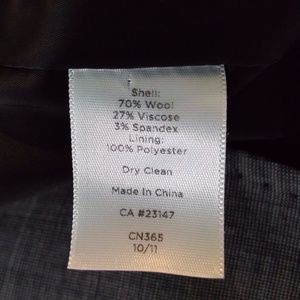 Shell:
70% Wool
27% Viscose
3% Spandex
Lining:
100% Polyester
Dry Clean
Made In China
CA #23147
CN365
10/11